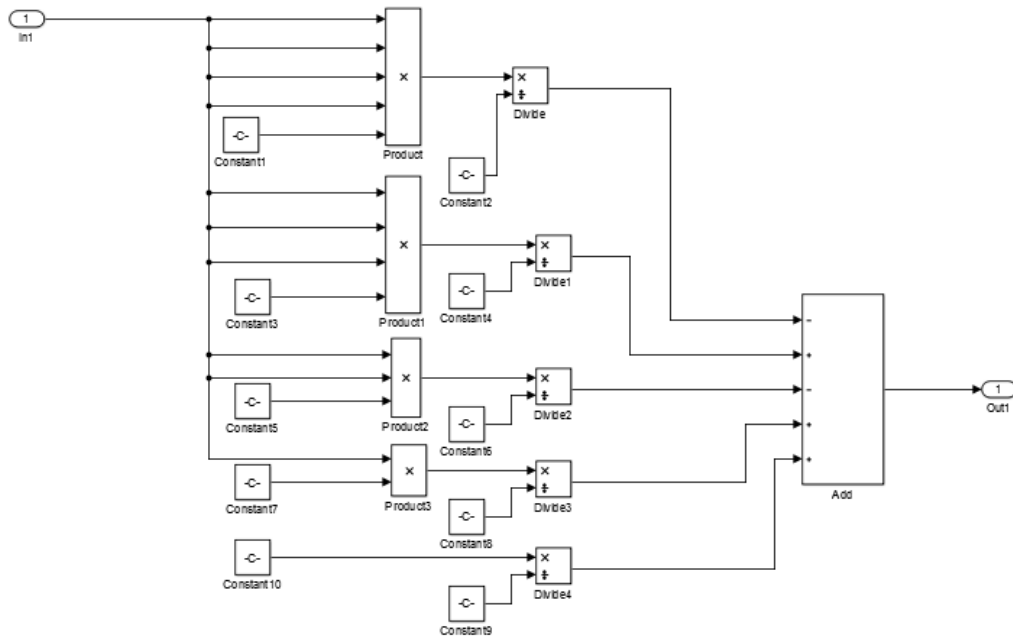 1
In1
×
Product
-C-
Constant1
×
÷
Divide
-C-
Constant2
×
Product1
-C-
Constant3
×
÷
Divide1
-C-
Constant4
×
Product2
-C-
Constant5
×
÷
Divide2
-C-
Constant6
×
Product3
-C-
Constant7
×
÷
Divide3
-C-
Constant8
-C-
Constant10
×
÷
Divide4
-C-
Constant9
−
+
−
+
+
Add
1
Out1